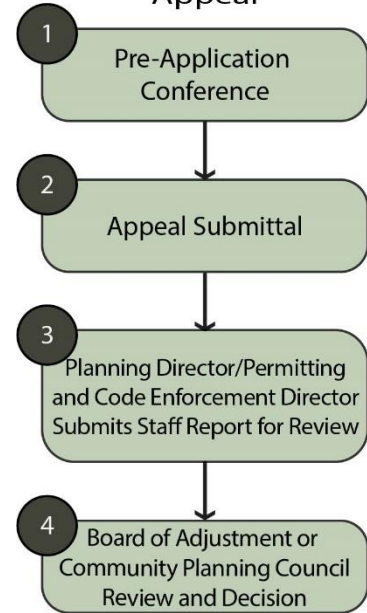 Appeal
1
Pre-Application
Conference
2
Appeal Submittal
3
Planning Director/Permitting
and Code Enforcement Director
Submits Staff Report for Review
4
Board of Adjustment or
Community Planning Council
Review and Decision